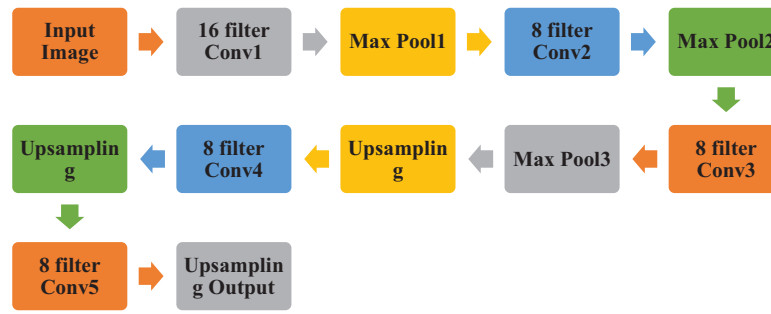 Input
Image
16 filter
Conv1
Max Pool1
8 filter
Conv2
Max Pool2
Upsamplin
g
8 filter
Conv4
Upsamplin
g
Max Pool3
8 filter
Conv3
8 filter
Conv5
Upsamplin
g Output